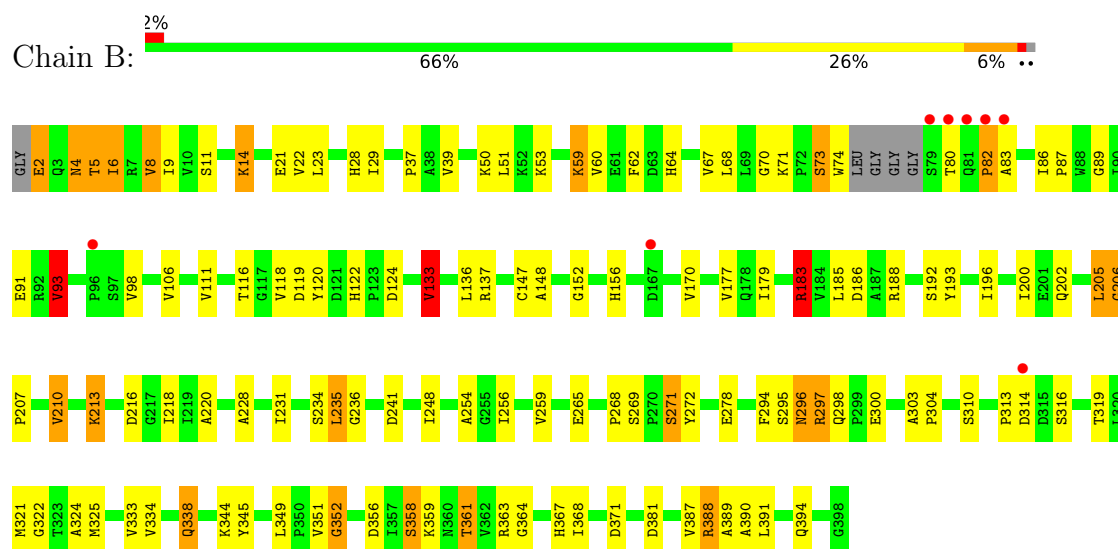 2%
Chain B:
66% 26% 6% ••
GLY E2 Q3 N4 T5 I6 R7 V8 I9 V10 S11 K14 E21 V22 L23 H28 I29 P37 A38 V39 K50 L51 K52 K53 K59 V60 E61 F62 D63 H64 V67 L68 L69 G70 K71 P72 S73 W74 LEU GLY GLY GLY S79 T80 Q81 P82 A83 I86 P87 W88 G89
E91 R92 V93 P96 S97 V98 V106 V111 T116 G117 V118 D119 Y120 D121 H122 P123 D124 V133 L136 R137 C147 A148 G152 H156 D167 V170 V177 Q178 I179 R183 V184 L185 D186 A187 R188 S192 Y193 I196 I200 E201 Q202 L205
P207 V210 K213 D216 G217 I218 I219 A220 A228 I231 S234 L235 G236 D241 I248 A254 G255 I256 V259 E265 P268 S269 P270 S271 Y272 E278 F294 S295 N296 R297 Q298 P299 E300 A303 P304 S310 P313 D314 D315 S316 T319
M321 G322 T323 A324 M325 V333 V334 Q338 K344 Y345 L349 P350 V351 G352 D356 I357 S358 K359 N360 T361 V362 R363 G364 H367 I368 D371 D381 V387 R388 A389 A390 L391 Q394 G398